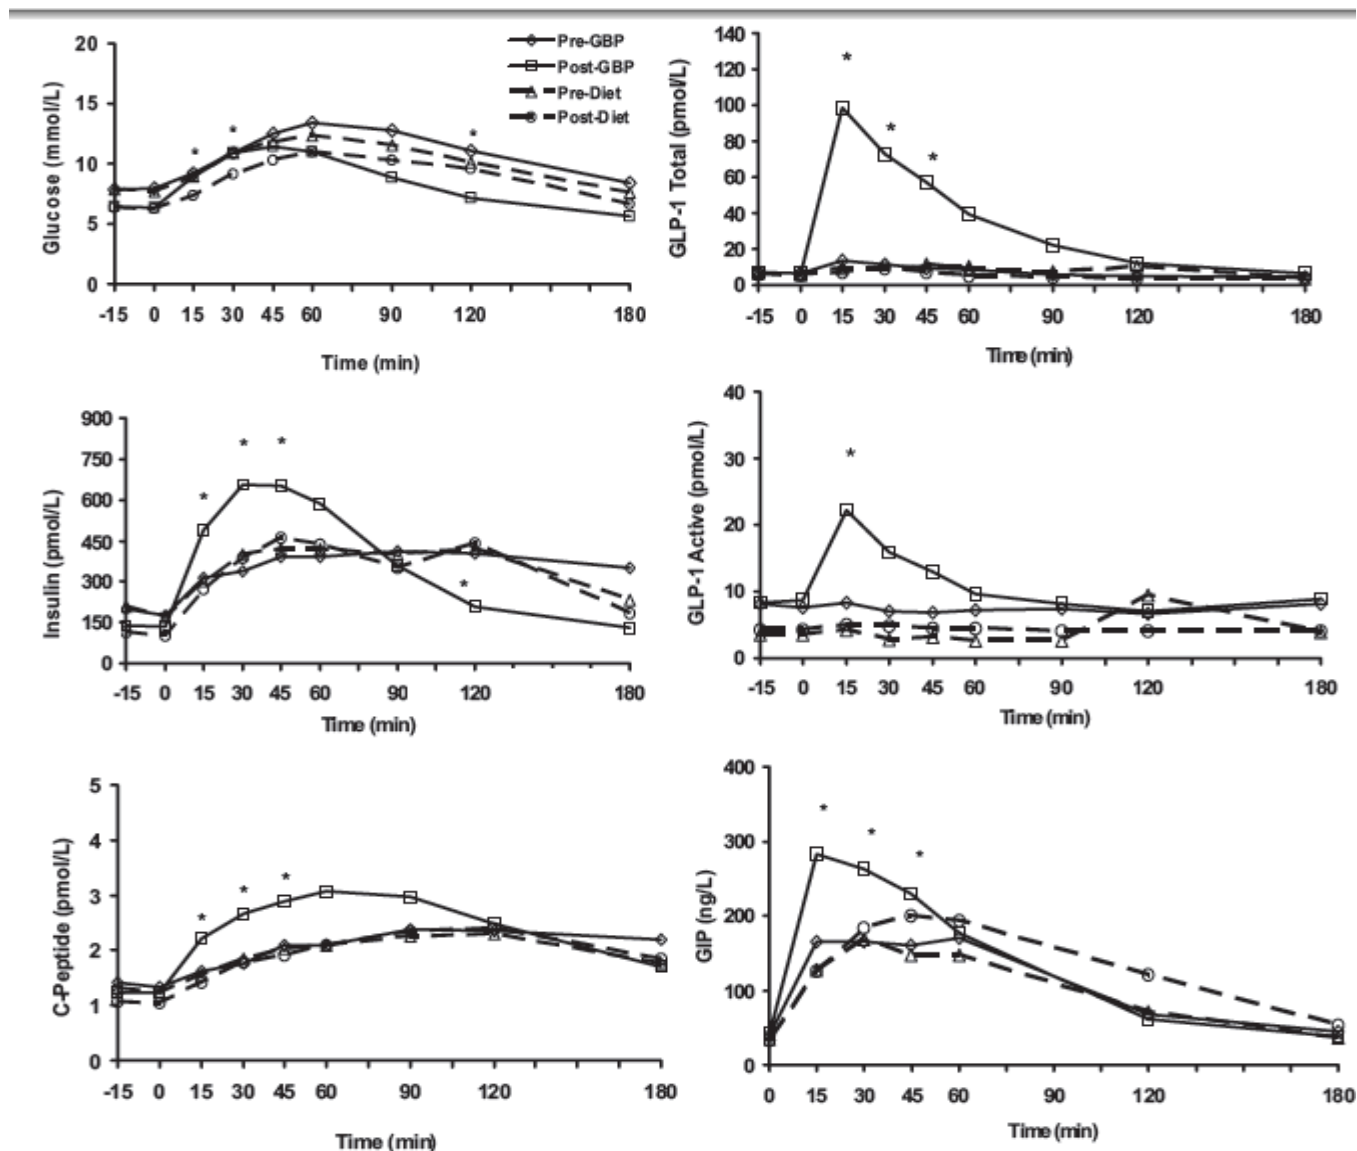 Glucose (mmol/L)
20
15
10
5
0
-15 0 15 30 45 60 90 120 180
Time (min)
* * *
Pre-GBP
Post-GBP
Pre-Diet
Post-Diet
GLP-1 Total (pmol/L)
140
120
100
80
60
40
20
0
-15 0 15 30 45 60 90 120 180
Time (min)
* * *
Insulin (pmol/L)
900
750
600
450
300
150
0
-15 0 15 30 45 60 90 120 180
Time (min)
* * * *
GLP-1 Active (pmol/L)
40
30
20
10
0
-15 0 15 30 45 60 90 120 180
Time (min)
*
C-Peptide (pmol/L)
5
4
3
2
1
0
-15 0 15 30 45 60 90 120 180
Time (min)
* * *
GIP (ng/L)
400
300
200
100
0
0 15 30 45 60 120 180
Time (min)
* * *